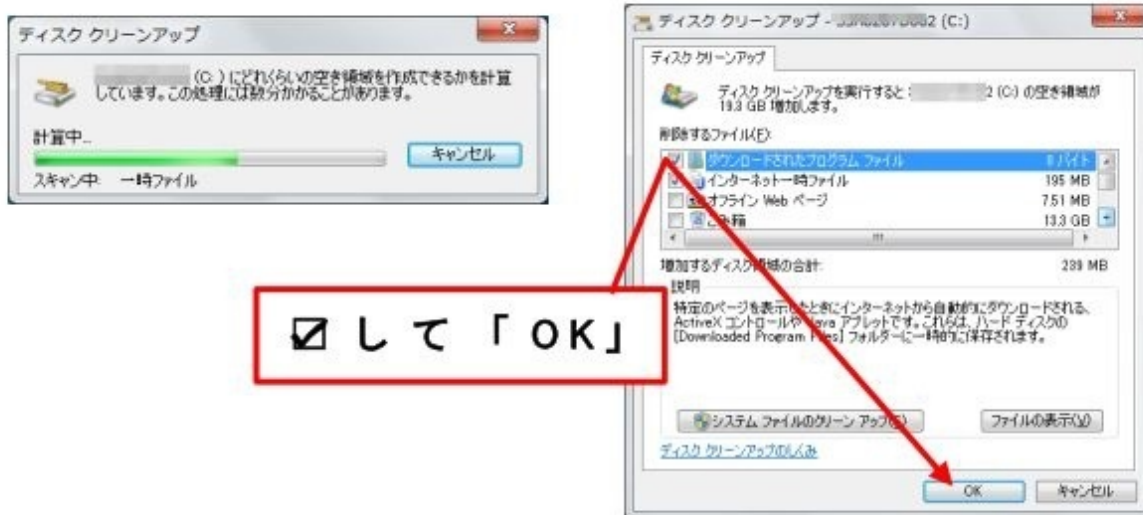 ディスク クリーンアップ
(C: ) にどれくらいの空き領域を作成できるかを計算
しています。この処理には数分かかることがあります。
計算中...
キャンセル
スキャン中: 一時ファイル
ディスク クリーンアップ - 2 (C:)
ディスク クリーンアップ
ディスク クリーンアップを実行すると 2 (C:) の空き領域が
19.3 GB 増加します。
削除するファイル(F):
ダウンロードされたプログラム ファイル 0 バイト
インターネット一時ファイル 195 MB
オフライン Web ページ 7.51 MB
ごみ箱 13.3 GB
増加するディスク領域の合計: 239 MB
説明
特定のページを表示したときにインターネットから自動的にダウンロードされる、
ActiveX コントロールや Java アプレットです。これらは、ハード ディスクの
[Downloaded Program Files] フォルダーに一時的に保存されます。
☑して「OK」
システム ファイルのクリーン アップ(S)
ファイルの表示(V)
ディスク クリーンアップのしくみ
OK
キャンセル